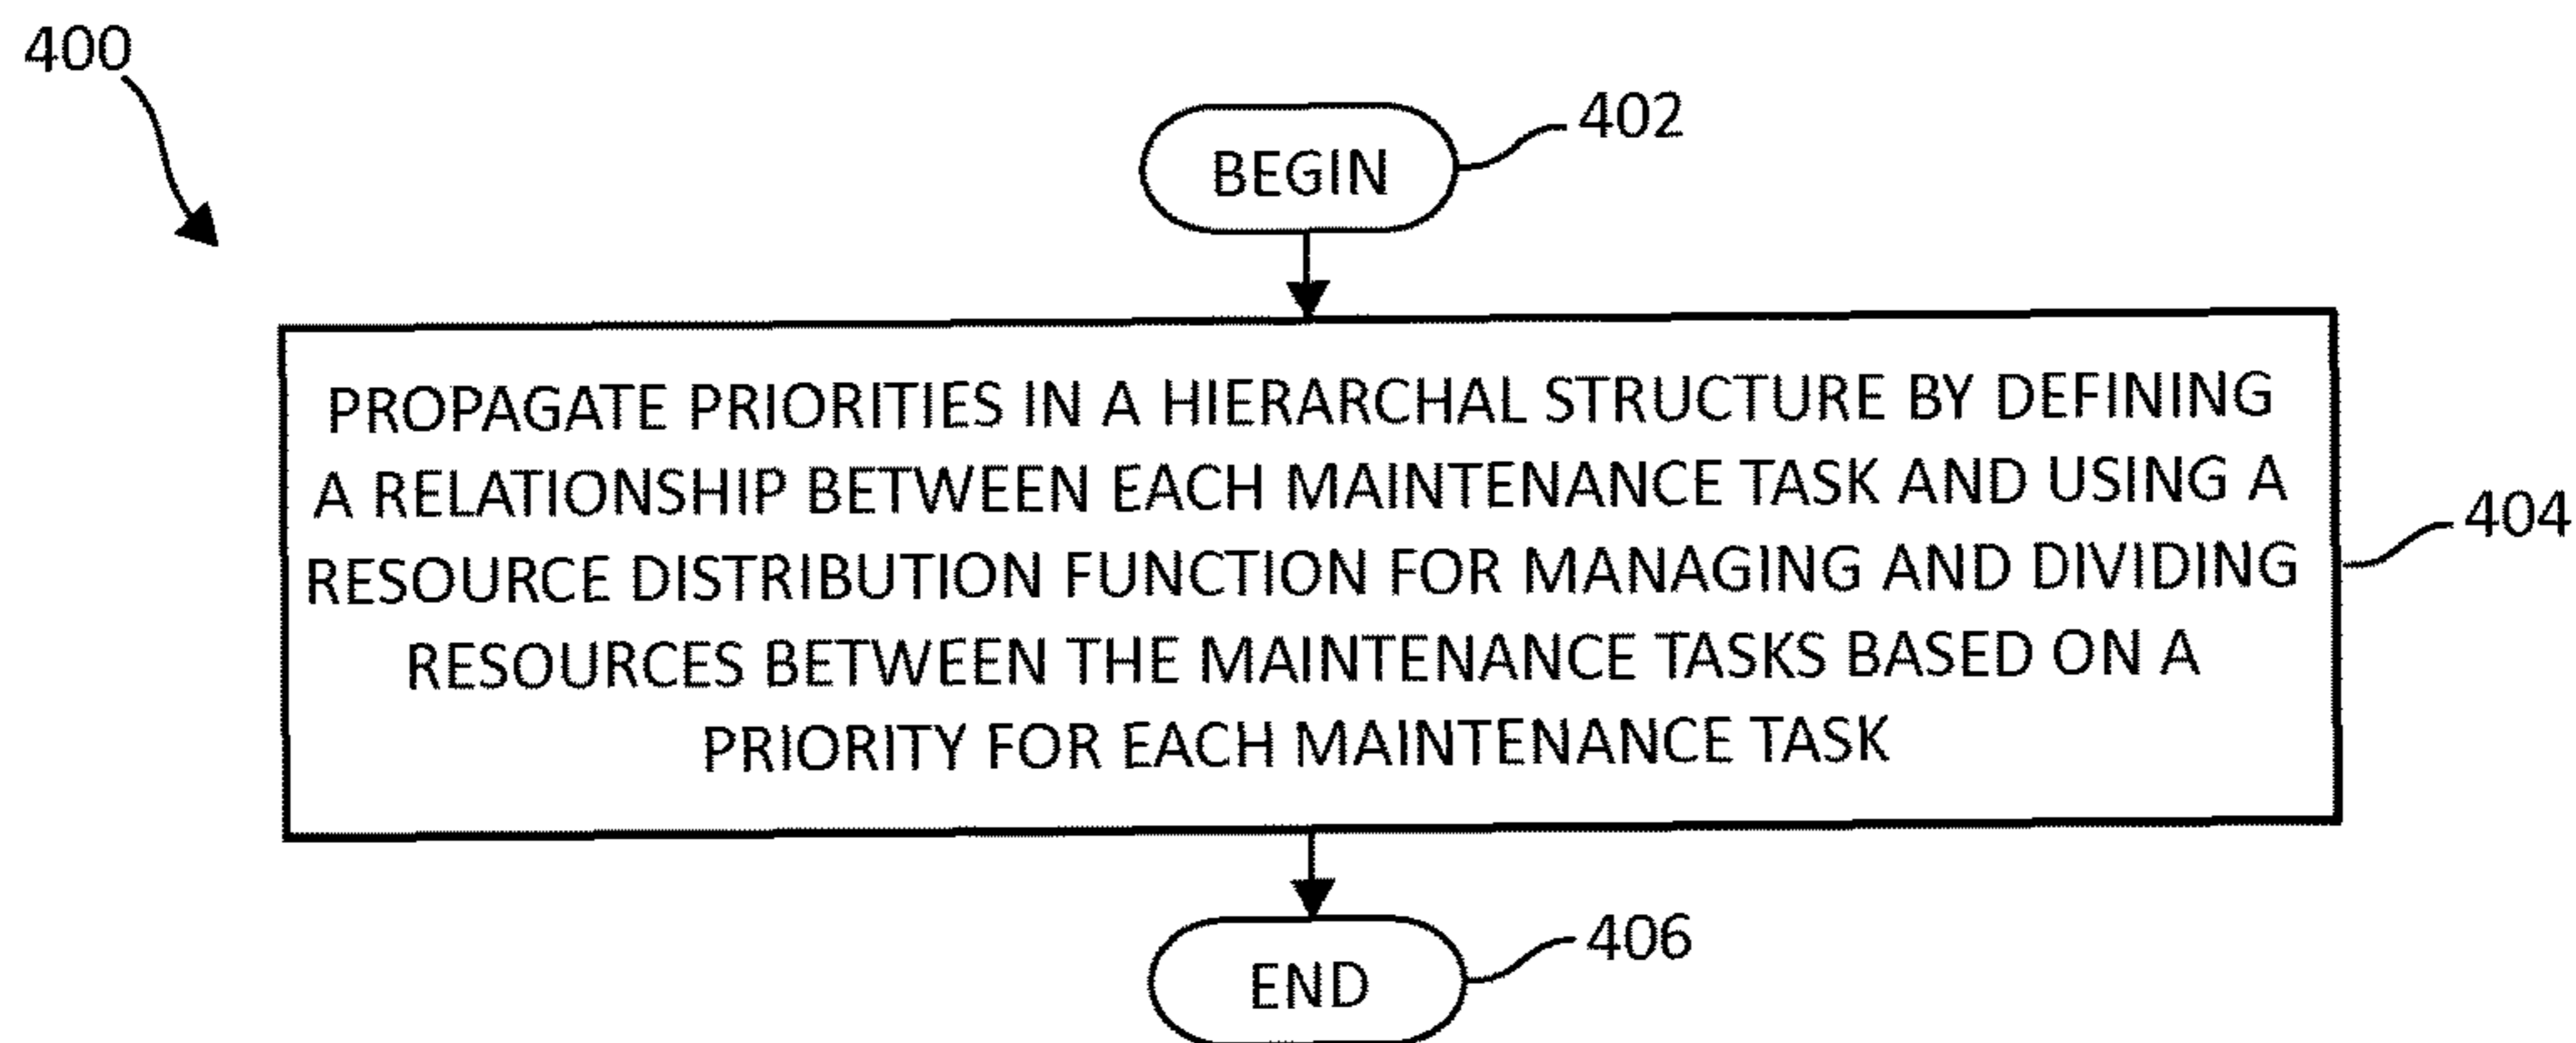 400
402
BEGIN
PROPAGATE PRIORITIES IN A HIERARCHAL STRUCTURE BY DEFINING
A RELATIONSHIP BETWEEN EACH MAINTENANCE TASK AND USING A
RESOURCE DISTRIBUTION FUNCTION FOR MANAGING AND DIVIDING
RESOURCES BETWEEN THE MAINTENANCE TASKS BASED ON A
PRIORITY FOR EACH MAINTENANCE TASK
404
406
END